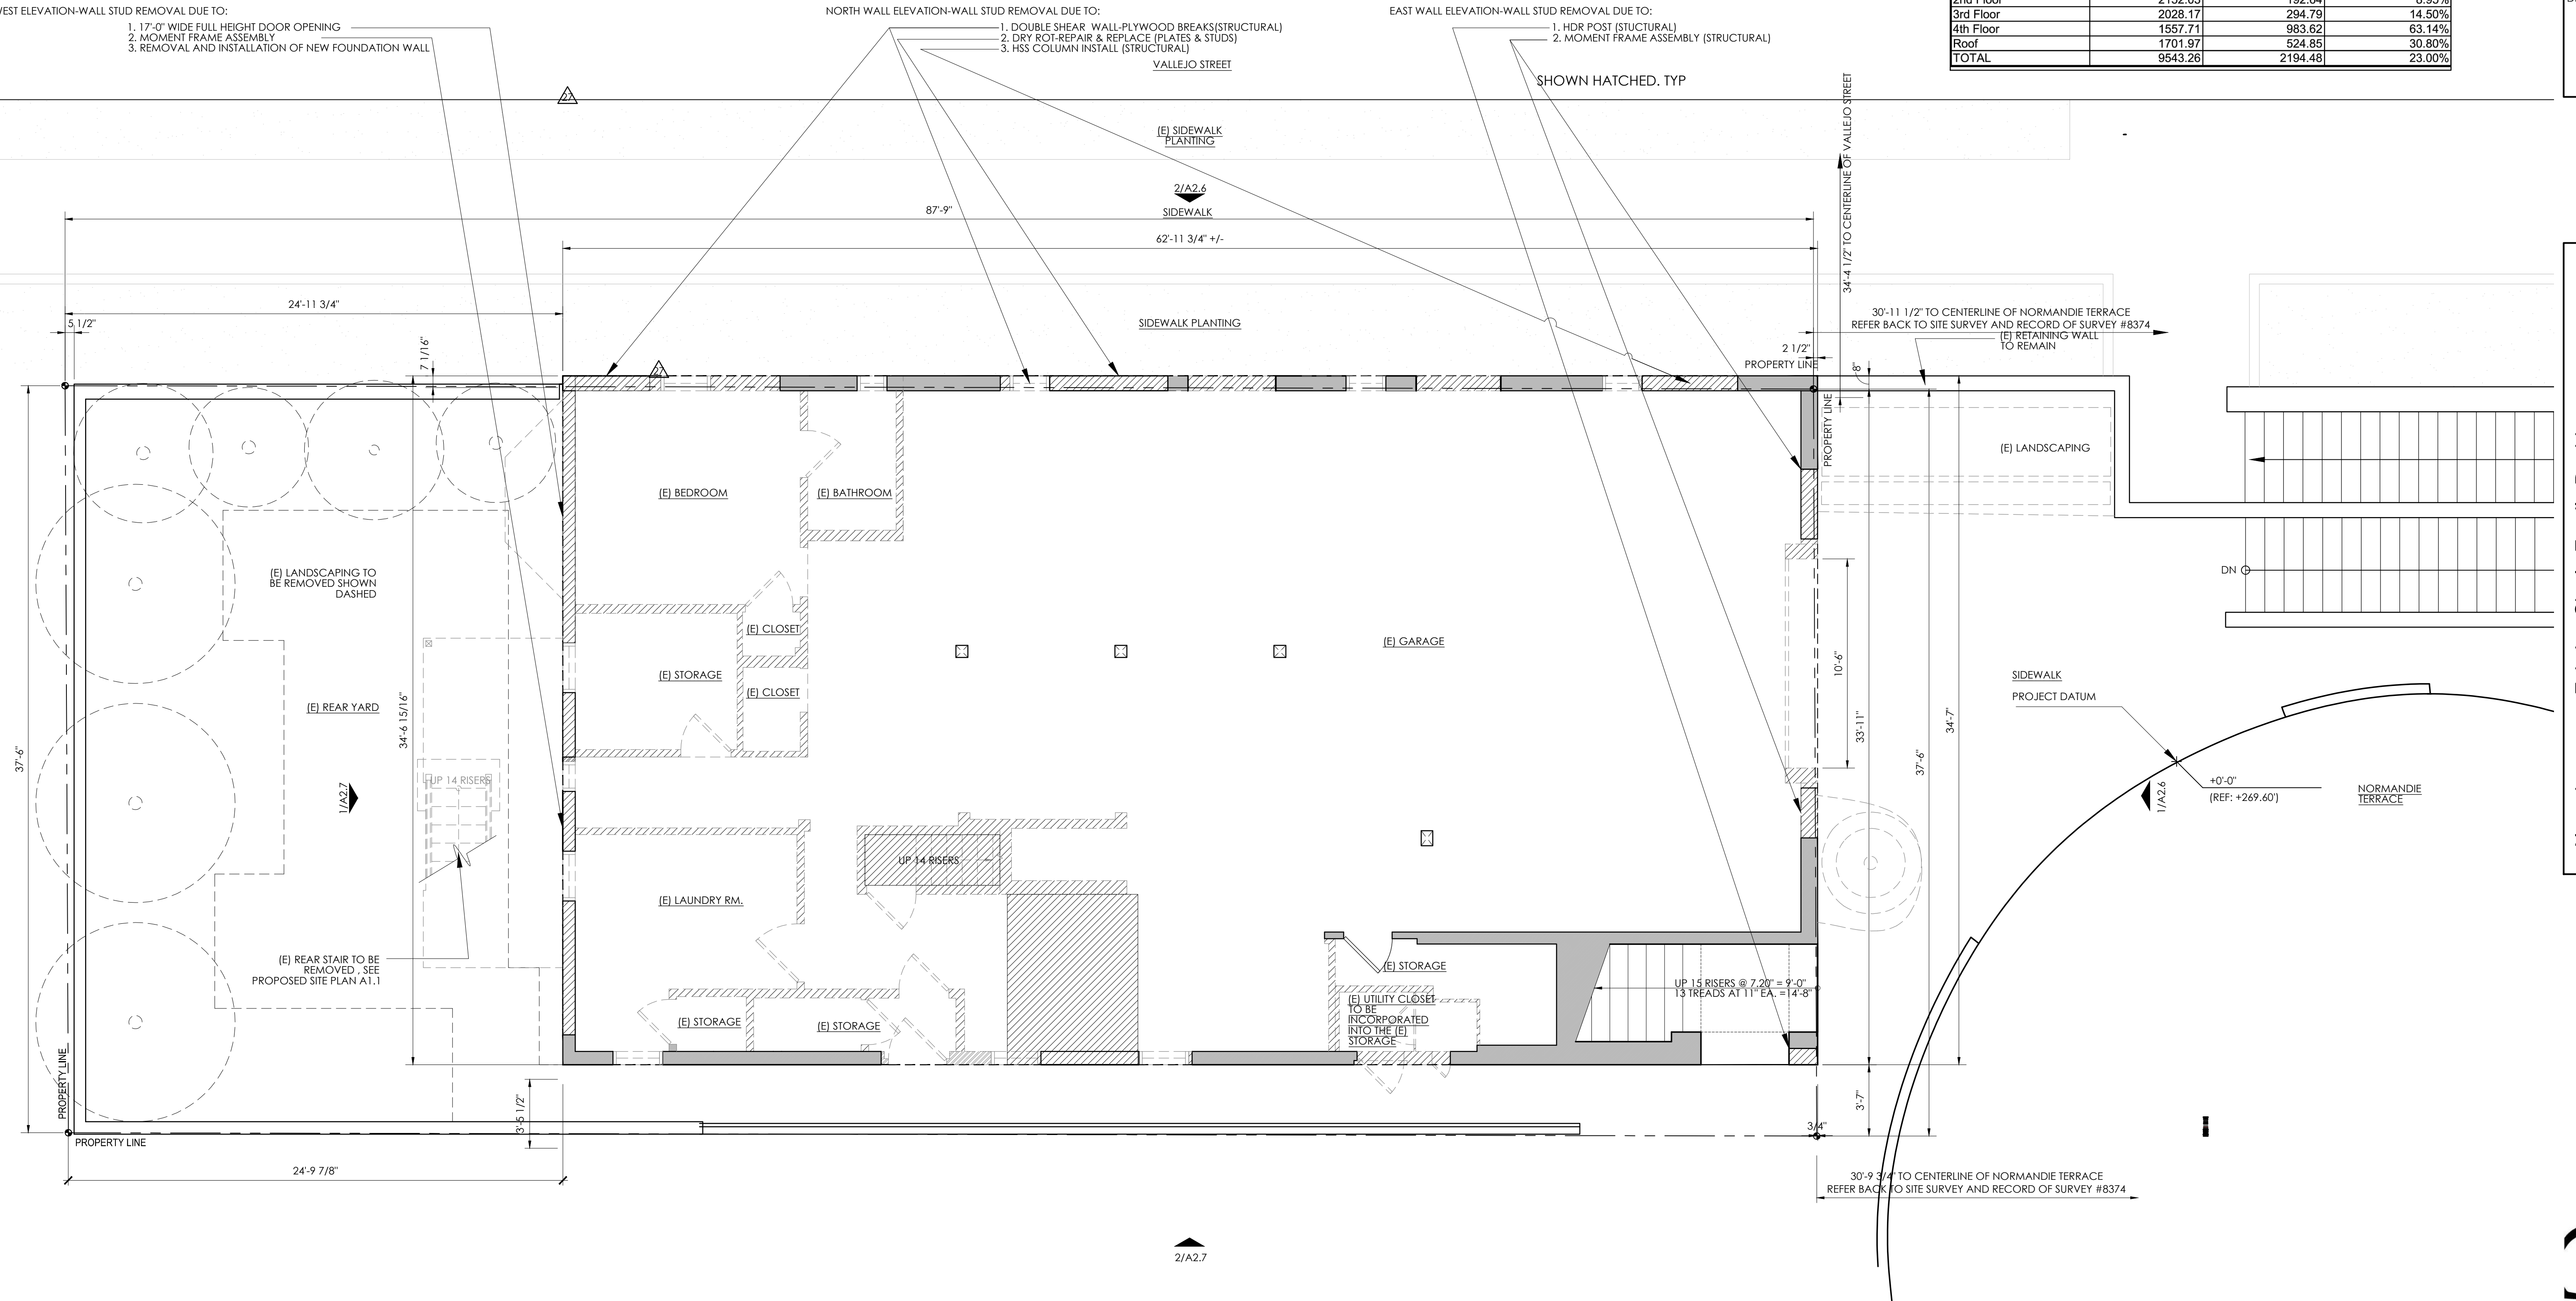 WEST ELEVATION-WALL STUD REMOVAL DUE TO:
1. 17'-0" WIDE FULL HEIGHT DOOR OPENING
2. MOMENT FRAME ASSEMBLY
3. REMOVAL AND INSTALLATION OF NEW FOUNDATION WALL
NORTH WALL ELEVATION-WALL STUD REMOVAL DUE TO:
1. DOUBLE SHEAR WALL-PLYWOOD BREAKS(STRUCTURAL)
2. DRY ROT-REPAIR & REPLACE (PLATES & STUDS)
3. HSS COLUMN INSTALL (STRUCTURAL)
VALLEJO STREET
EAST WALL ELEVATION-WALL STUD REMOVAL DUE TO:
1. HDR POST (STUCTURAL)
2. MOMENT FRAME ASSEMBLY (STRUCTURAL)
SHOWN HATCHED. TYP
2nd Floor 2132.03 192.04 8.95%
3rd Floor 2028.17 294.79 14.50%
4th Floor 1557.71 983.62 63.14%
Roof 1701.97 524.85 30.80%
TOTAL 9543.26 2194.48 23.00%
27
(E) SIDEWALK
PLANTING
34'-4 1/2" TO CENTERLINE OF VALLEJO STREET
2/A2.6
87'-9"
SIDEWALK
62'-11 3/4" +/-
24'-11 3/4"
5 1/2"
SIDEWALK PLANTING
30'-11 1/2" TO CENTERLINE OF NORMANDIE TERRACE
REFER BACK TO SITE SURVEY AND RECORD OF SURVEY #8374
(E) RETAINING WALL
TO REMAIN
7 1/16"
27
2 1/2"
PROPERTY LINE
8"
PROPERTY LINE
(E) LANDSCAPING
(E) BEDROOM
(E) BATHROOM
(E) LANDSCAPING TO
BE REMOVED SHOWN
DASHED
DN
(E) CLOSET
(E) GARAGE
(E) STORAGE
(E) CLOSET
10'-6"
SIDEWALK
PROJECT DATUM
(E) REAR YARD
34'-6 15/16"
33'-11"
34'-7"
37'-6"
37'-6"
UP 14 RISERS
1/A2.7
1/A2.6
+0'-0"
(REF: +269.60')
NORMANDIE
TERRACE
UP 14 RISERS
(E) LAUNDRY RM.
(E) REAR STAIR TO BE
REMOVED , SEE
PROPOSED SITE PLAN A1.1
(E) STORAGE
UP 15 RISERS @ 7.20" = 9'-0"
13 TREADS AT 11" EA. =14'-8"
(E) UTILITY CLOSET
TO BE
INCORPORATED
INTO THE (E)
STORAGE
(E) STORAGE
(E) STORAGE
PROPERTY LINE
3'-5 1/2"
3'-7"
3/4"
PROPERTY LINE
24'-9 7/8"
30'-9 3/4" TO CENTERLINE OF NORMANDIE TERRACE
REFER BACK TO SITE SURVEY AND RECORD OF SURVEY #8374
2/A2.7